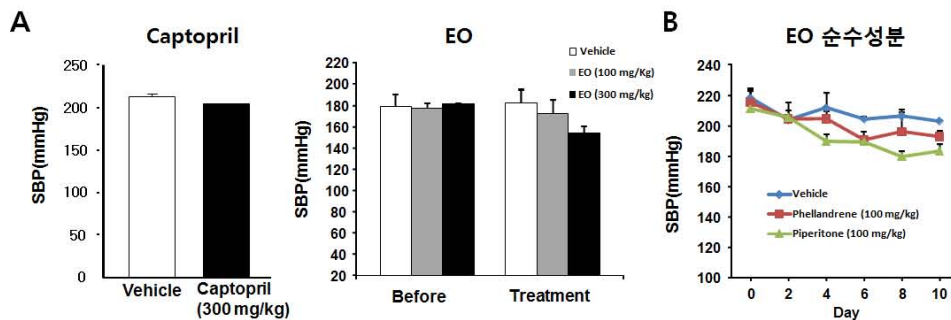 A
Captopril
SBP(mmHg)
250
200
150
100
50
0
Vehicle
Captopril
(300 mg/kg)
EO
Vehicle
EO (100 mg/Kg)
EO (300 mg/kg)
SBP(mmHg)
200
180
160
140
120
100
80
60
40
20
Before
Treatment
B
EO 순수성분
SBP(mmHg)
240
220
200
180
160
140
120
100
Vehicle
Phellandrene (100 mg/kg)
Piperitone (100 mg/kg)
0 2 4 6 8 10
Day